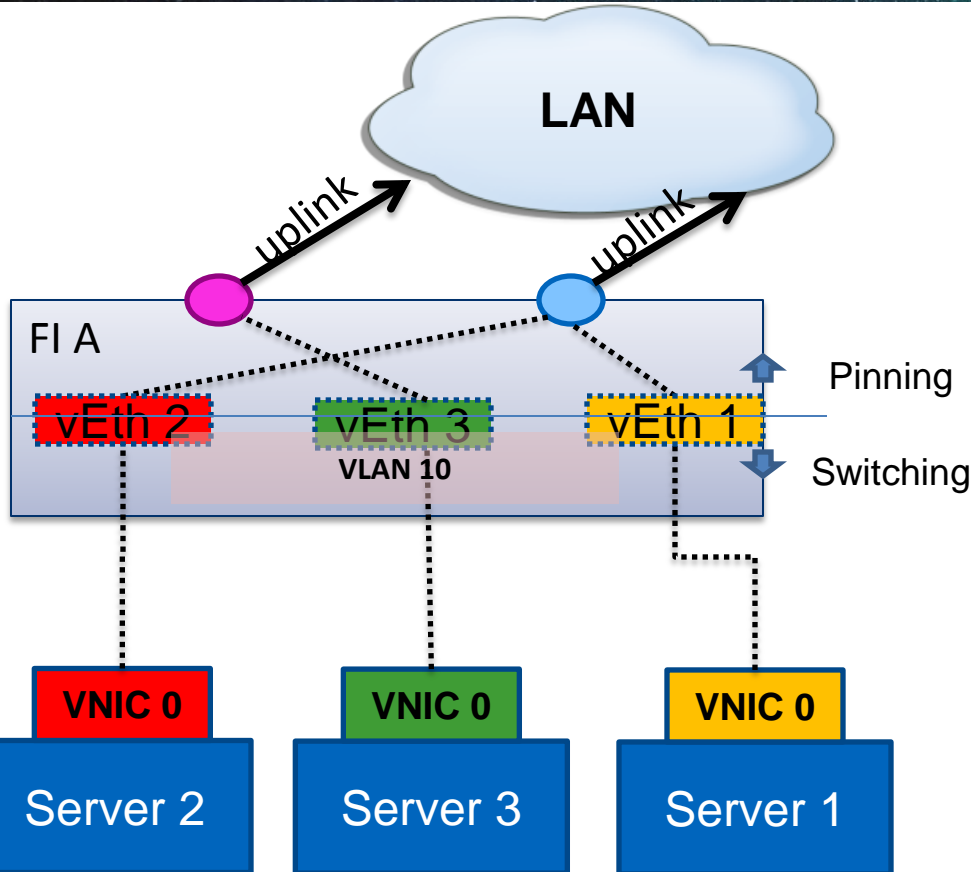 LAN
uplink
uplink
FI A
Pinning
vEth 2
vEth 3
vEth 1
VLAN 10
Switching
VNIC 0
VNIC 0
VNIC 0
Server 2
Server 3
Server 1